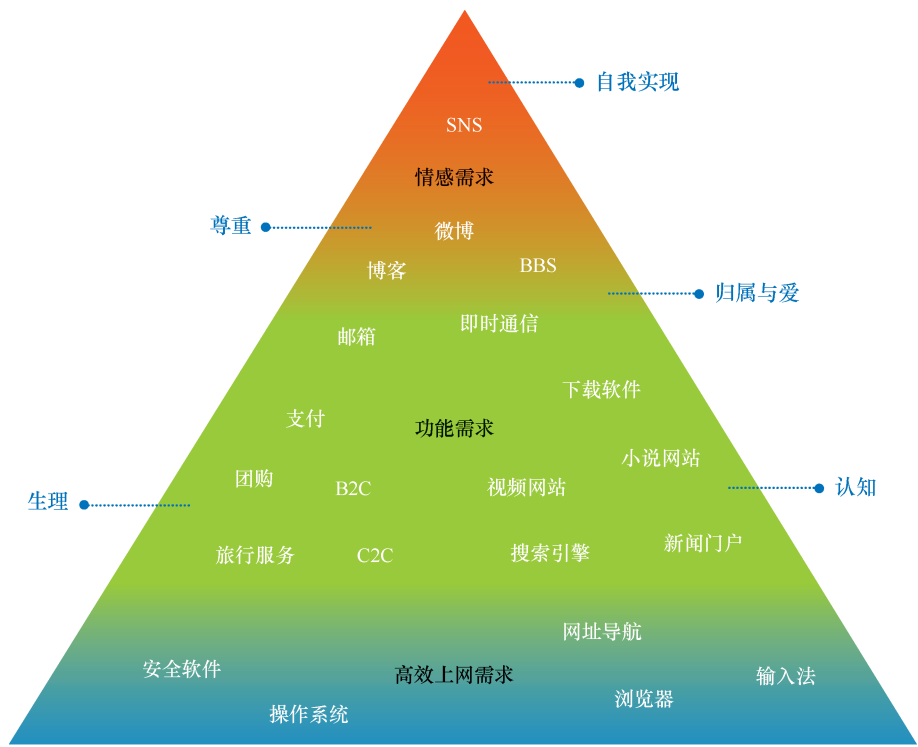 自我实现
SNS
情感需求
尊重
微博
博客
BBS
归属与爱
邮箱
即时通信
下载软件
支付
功能需求
小说网站
团购
B2C
视频网站
认知
生理
旅行服务
C2C
搜索引擎
新闻门户
网址导航
安全软件
高效上网需求
输入法
操作系统
浏览器